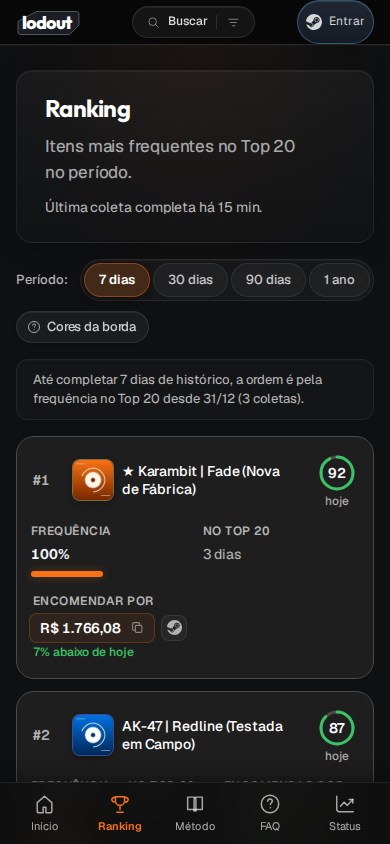 lodout
Buscar
Entrar
Ranking
Itens mais frequentes no Top 20
no período.
Última coleta completa há 15 min.
Período:
7 dias
30 dias
90 dias
1 ano
Cores da borda
Até completar 7 dias de histórico, a ordem é pela
frequência no Top 20 desde 31/12 (3 coletas).
#1
★ Karambit | Fade (Nova
de Fábrica)
92
hoje
FREQUÊNCIA
NO TOP 20
100%
3 dias
ENCOMENDAR POR
R$ 1.766,08
7% abaixo de hoje
#2
AK-47 | Redline (Testada
em Campo)
87
hoje
Início
Ranking
Método
FAQ
Status